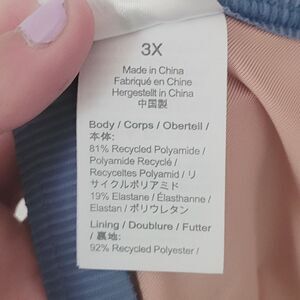 3X
Made in China
Fabriqué en Chine
Hergestellt in China
中国製
Body / Corps / Oberteil /
本体:
81% Recycled Polyamide /
Polyamide Recyclé /
Recyceltes Polyamid / リ
サイクルポリアミド
19% Elastane / Élasthanne /
Elastan / ポリウレタン
Lining / Doublure / Futter
/ 裏地:
92% Recycled Polyester /